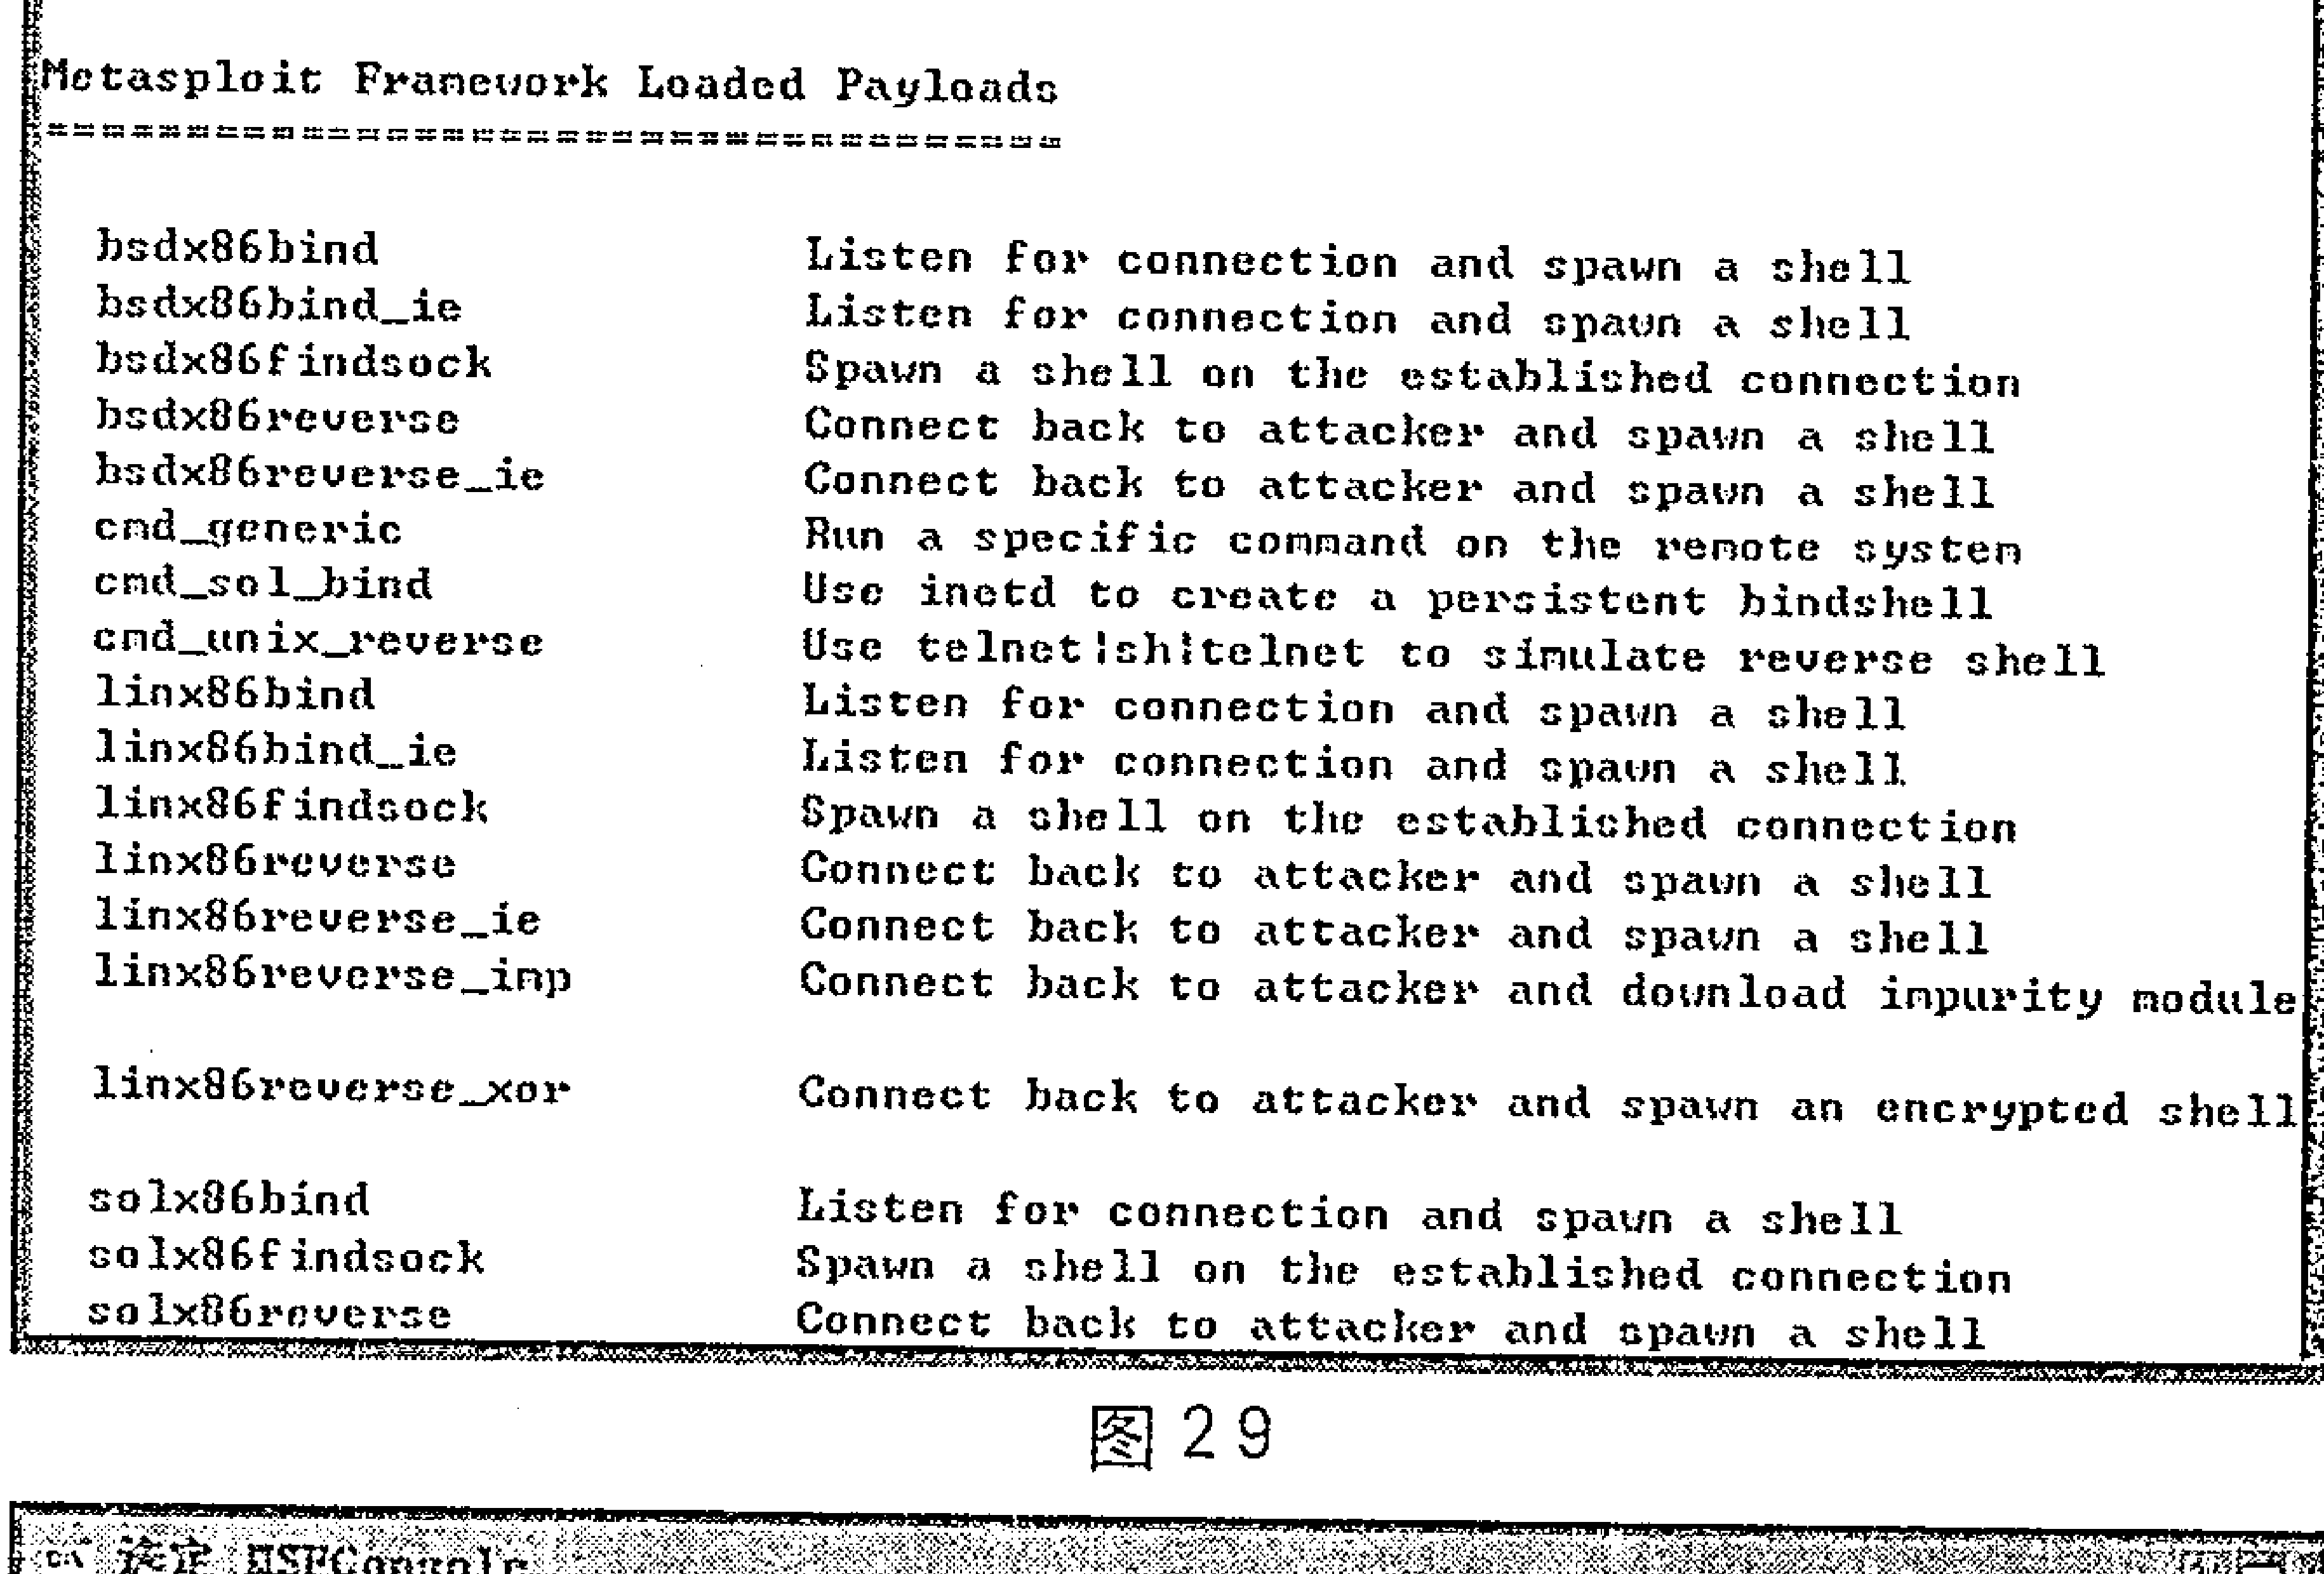 Metasploit Framework Loaded Payloads
====================================
bsdx86bind Listen for connection and spawn a shell
bsdx86bind_ie Listen for connection and spawn a shell
bsdx86findsock Spawn a shell on the established connection
bsdx86reverse Connect back to attacker and spawn a shell
bsdx86reverse_ie Connect back to attacker and spawn a shell
cmd_generic Run a specific command on the remote system
cmd_sol_bind Use inetd to create a persistent bindshell
cmd_unix_reverse Use telnet|sh|telnet to simulate reverse shell
linx86bind Listen for connection and spawn a shell
linx86bind_ie Listen for connection and spawn a shell
linx86findsock Spawn a shell on the established connection
linx86reverse Connect back to attacker and spawn a shell
linx86reverse_ie Connect back to attacker and spawn a shell
linx86reverse_imp Connect back to attacker and download impurity module
linx86reverse_xor Connect back to attacker and spawn an encrypted shell
solx86bind Listen for connection and spawn a shell
solx86findsock Spawn a shell on the established connection
solx86reverse Connect back to attacker and spawn a shell
图29
MSFConsole